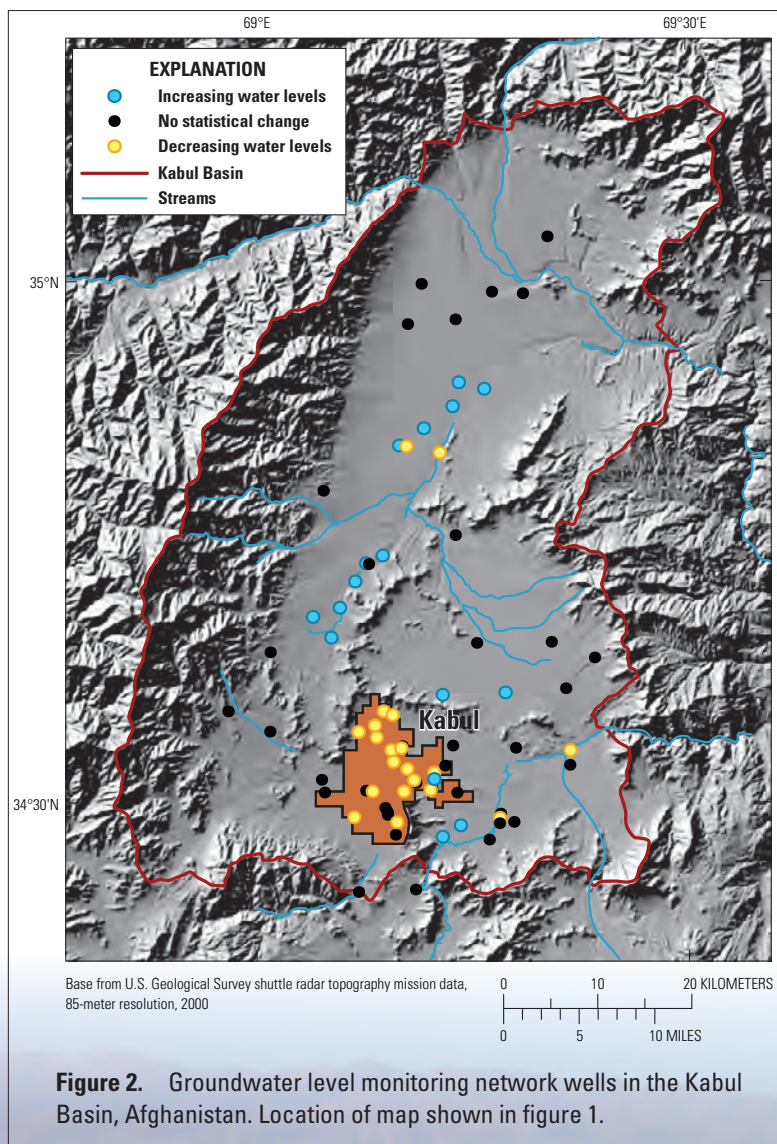 69°E
69°30'E
EXPLANATION
Increasing water levels
No statistical change
Decreasing water levels
Kabul Basin
Streams
35°N
Kabul
34°30'N
Base from U.S. Geological Survey shuttle radar topography mission data,
85-meter resolution, 2000
0 10 20 KILOMETERS
0 5 10 MILES
Figure 2. Groundwater level monitoring network wells in the Kabul
Basin, Afghanistan. Location of map shown in figure 1.